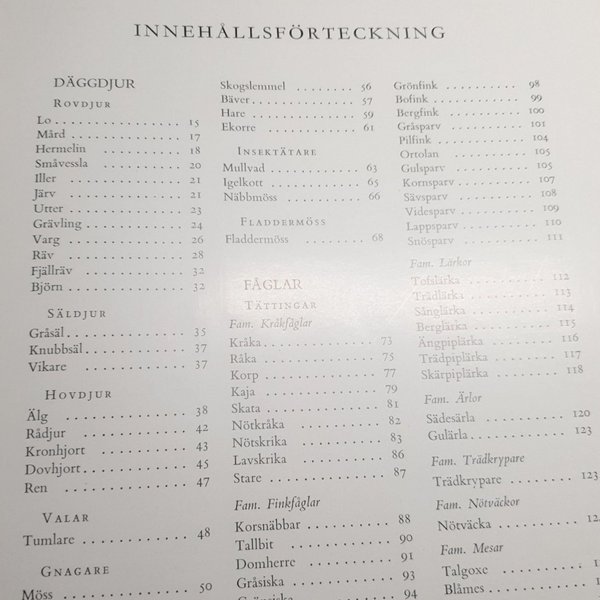 INNEHÅLLSFÖRTECKNING
DÄGGDJUR
ROVDJUR
Lo . . . . . . . . . . . . 15
Mård . . . . . . . . . . . 17
Hermelin . . . . . . . . . 18
Småvessla . . . . . . . . 20
Iller . . . . . . . . . . . 21
Järv . . . . . . . . . . . 21
Utter . . . . . . . . . . . 23
Grävling . . . . . . . . . 24
Varg . . . . . . . . . . . 26
Räv . . . . . . . . . . . 28
Fjällräv . . . . . . . . . 32
Björn . . . . . . . . . . 32
SÄLDJUR
Gråsäl . . . . . . . . . . 35
Knubbsäl . . . . . . . . . 37
Vikare . . . . . . . . . . 37
HOVDJUR
Älg . . . . . . . . . . . 38
Rådjur . . . . . . . . . . 42
Kronhjort . . . . . . . . 43
Dovhjort . . . . . . . . . 45
Ren . . . . . . . . . . . 47
VALAR
Tumlare . . . . . . . . . 48
GNAGARE
Möss . . . . . . . . . . . 50
Skogslemmel . . . . . . . 56
Bäver . . . . . . . . . . 57
Hare . . . . . . . . . . . 59
Ekorre . . . . . . . . . . 61
INSEKTÄTARE
Mullvad . . . . . . . . . 63
Igelkott . . . . . . . . . 65
Näbbmöss . . . . . . . . . 66
FLADDERMÖSS
Fladdermöss . . . . . . . 68
FÅGLAR
TÄTTINGAR
Fam. Kråkfåglar
Kråka . . . . . . . . . . 73
Råka . . . . . . . . . . . 75
Korp . . . . . . . . . . . 77
Kaja . . . . . . . . . . . 79
Skata . . . . . . . . . . 81
Nötkråka . . . . . . . . . 82
Nötskrika . . . . . . . . 83
Lavskrika . . . . . . . . 86
Stare . . . . . . . . . . 87
Fam. Finkfåglar
Korsnäbbar . . . . . . . . 88
Tallbit . . . . . . . . . 90
Domherre . . . . . . . . . 91
Gråsiska . . . . . . . . . 93
Grönsiska . . . . . . . . 94
Grönfink . . . . . . . . . 98
Bofink . . . . . . . . . . 99
Bergfink . . . . . . . . . 100
Gråsparv . . . . . . . . . 101
Pilfink . . . . . . . . . 104
Ortolan . . . . . . . . . 105
Gulsparv . . . . . . . . . 105
Kornsparv . . . . . . . . 107
Sävsparv . . . . . . . . . 108
Videsparv . . . . . . . . 109
Lappsparv . . . . . . . . 110
Snösparv . . . . . . . . . 111
Fam. Lärkor
Tofslärka . . . . . . . . 112
Trädlärka . . . . . . . . 113
Sånglärka . . . . . . . . 114
Berglärka . . . . . . . . 115
Ängpiplärka . . . . . . . 116
Trädpiplärka . . . . . . . 117
Skärpiplärka . . . . . . . 118
Fam. Ärlor
Sädesärla . . . . . . . . 120
Gulärla . . . . . . . . . 123
Fam. Trädkrypare
Trädkrypare . . . . . . . 123
Fam. Nötväckor
Nötväcka . . . . . . . . .
Fam. Mesar
Talgoxe . . . . . . . . .
Blåmes . . . . . . . . . .